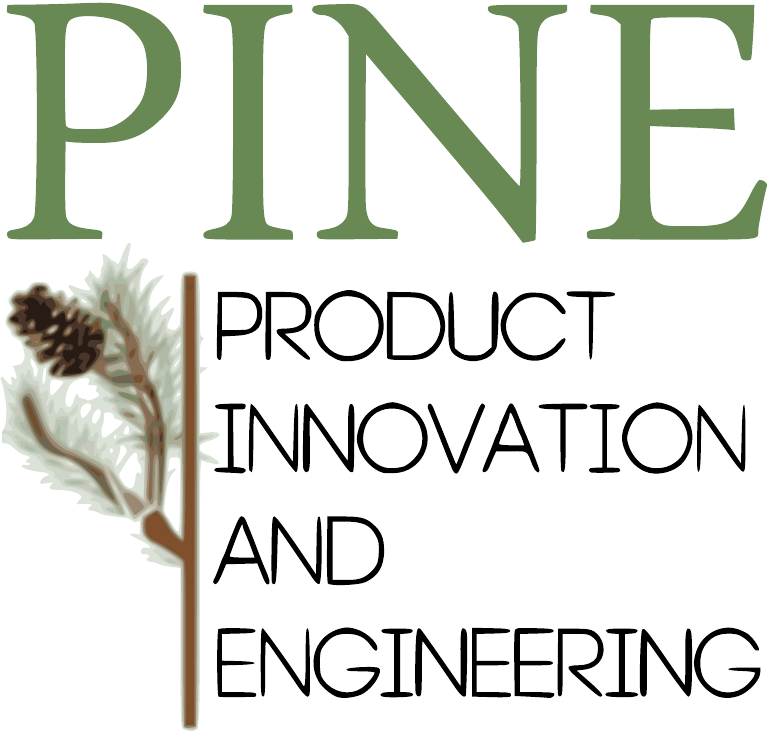 PINE
PRODUCT
INNOVATION
AND
ENGINEERING